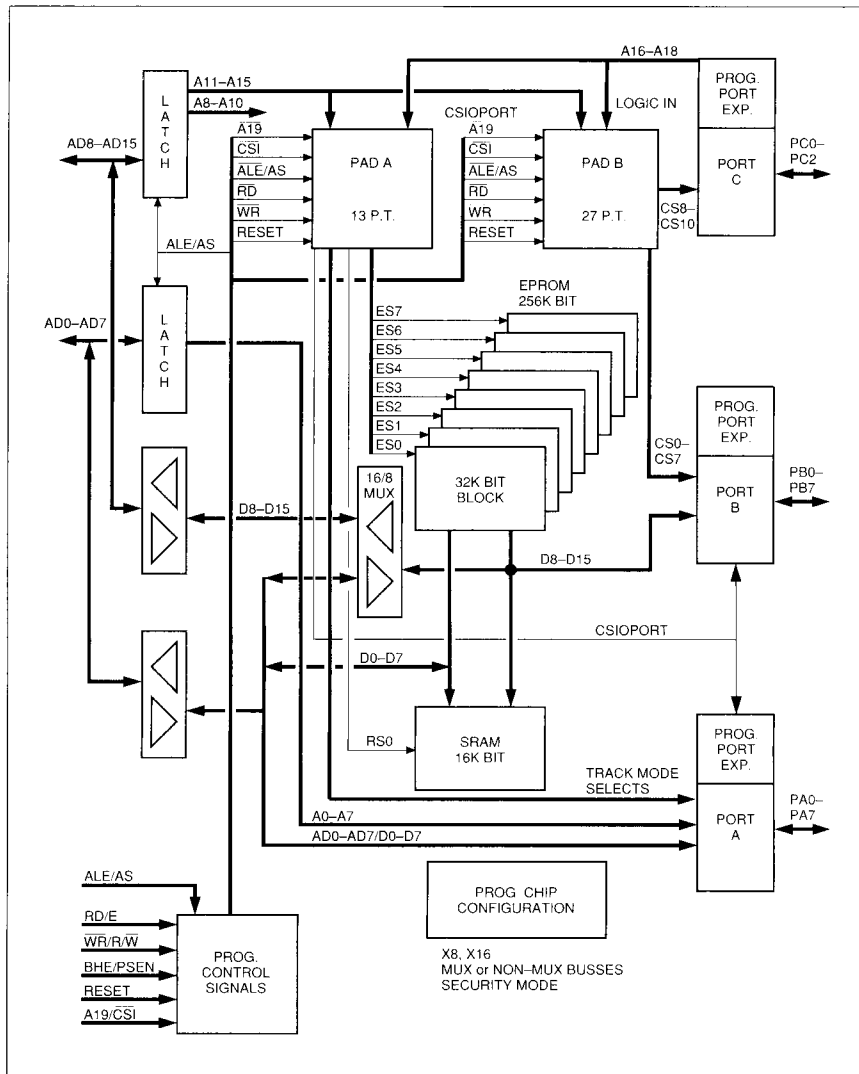 A16–A18
PROG.
PORT
EXP.
A11–A15
A8–A10
LATCH
LOGIC IN
CSIOPORT
AD8–AD15
A19
CSI
ALE/AS
RD
WR
RESET
PAD A
13 P.T.
A19
CSI
ALE/AS
RD
WR
RESET
PAD B
27 P.T.
PORT
C
PC0–
PC2
CS8–
CS10
ALE/AS
EPROM
256K BIT
AD0–AD7
LATCH
ES7
ES6
ES5
ES4
ES3
ES2
ES1
ES0
32K BIT
BLOCK
PROG.
PORT
EXP.
CS0–
CS7
PORT
B
PB0–
PB7
16/8
MUX
D8–D15
D8–D15
CSIOPORT
D0–D7
RS0
SRAM
16K BIT
PROG.
PORT
EXP.
TRACK MODE
SELECTS
PORT
A
PA0–
PA7
A0–A7
AD0–AD7/D0–D7
PROG CHIP
CONFIGURATION
X8, X16
MUX or NON–MUX BUSSES
SECURITY MODE
ALE/AS
RD/E
WR/R/W
BHE/PSEN
RESET
A19/CSI
PROG.
CONTROL
SIGNALS